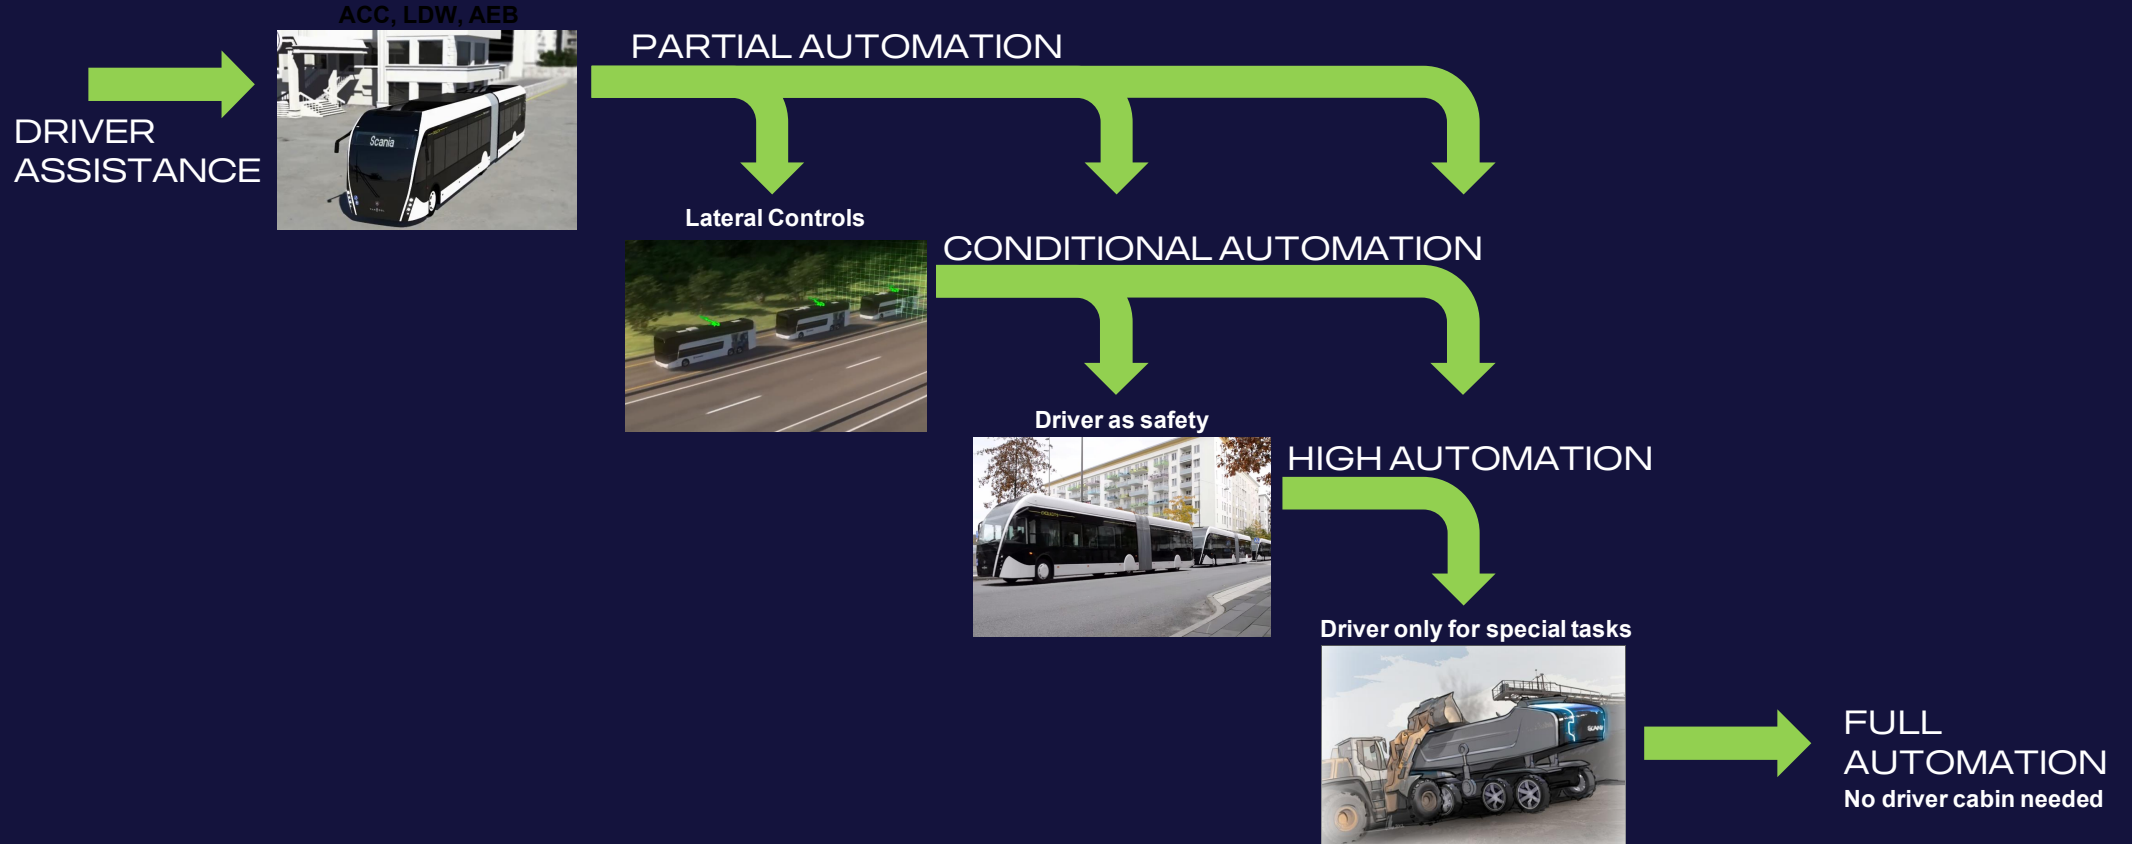 ACC, LDW, AEB
DRIVER
ASSISTANCE
Scania
PARTIAL AUTOMATION
Lateral Controls
CONDITIONAL AUTOMATION
Driver as safety
HIGH AUTOMATION
Driver only for special tasks
SCANIA
FULL
AUTOMATION
No driver cabin needed